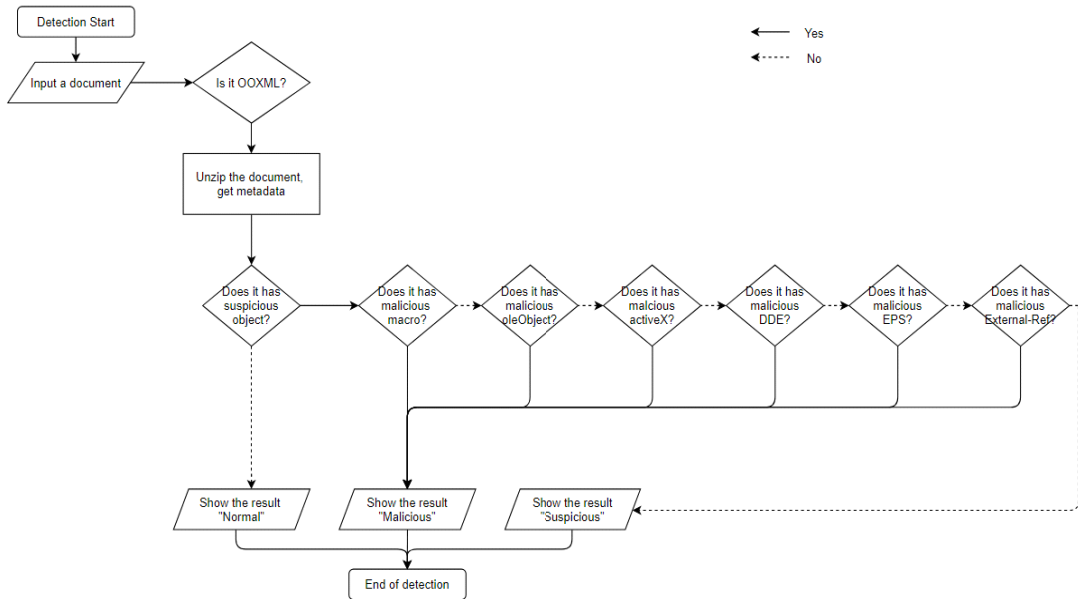 Detection Start
Yes
No
Input a document
Is it OOXML?
Unzip the document,
get metadata
Does it has
suspicious
object?
Does it has
malicious
macro?
Does it has
malicious
oleObject?
Does it has
malcious
activeX?
Does it has
malicious
DDE?
Does it has
malicious
EPS?
Does it has
malicious
External-Ref?
Show the result
"Normal"
Show the result
"Malicious"
Show the result
"Suspicious"
End of detection